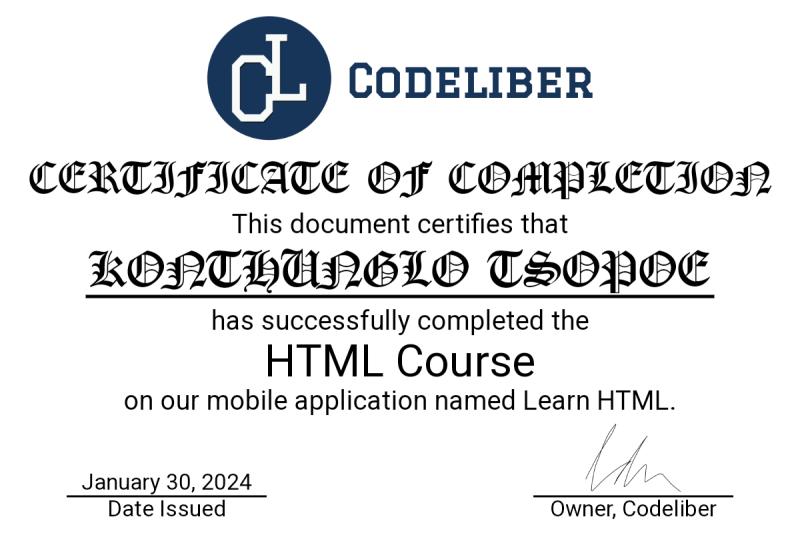 CL CODELIBER
CERTIFICATE OF COMPLETION
This document certifies that
KONTHUNGLO TSOPOE
has successfully completed the
HTML Course
on our mobile application named Learn HTML.
January 30, 2024
Date Issued
Owner, Codeliber